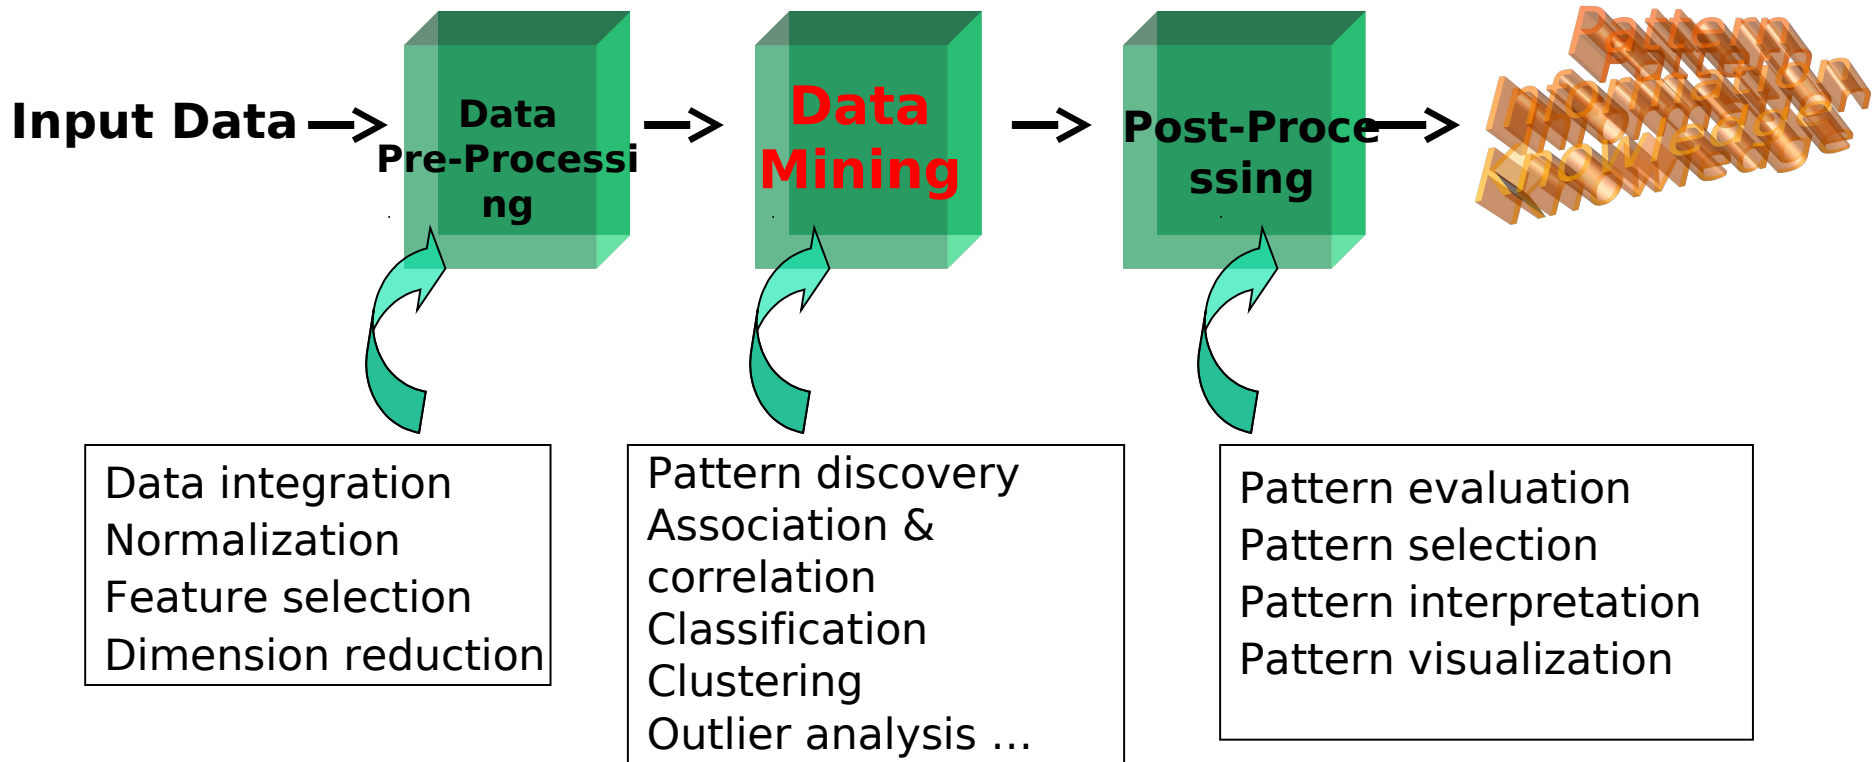 Input Data
Data
Pre-Processi
ng
Data
Mining
Post-Proce
ssing
Pattern
Information
Knowledge
Data integration
Normalization
Feature selection
Dimension reduction
Pattern discovery
Association &
correlation
Classification
Clustering
Outlier analysis ...
Pattern evaluation
Pattern selection
Pattern interpretation
Pattern visualization